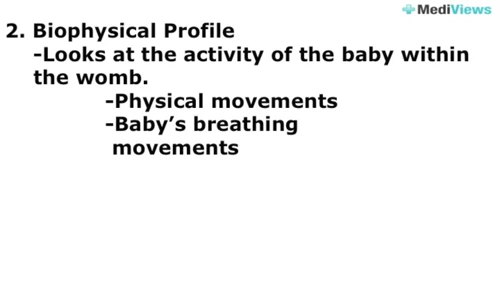 MediViews
2. Biophysical Profile
-Looks at the activity of the baby within
the womb.
-Physical movements
-Baby’s breathing
movements